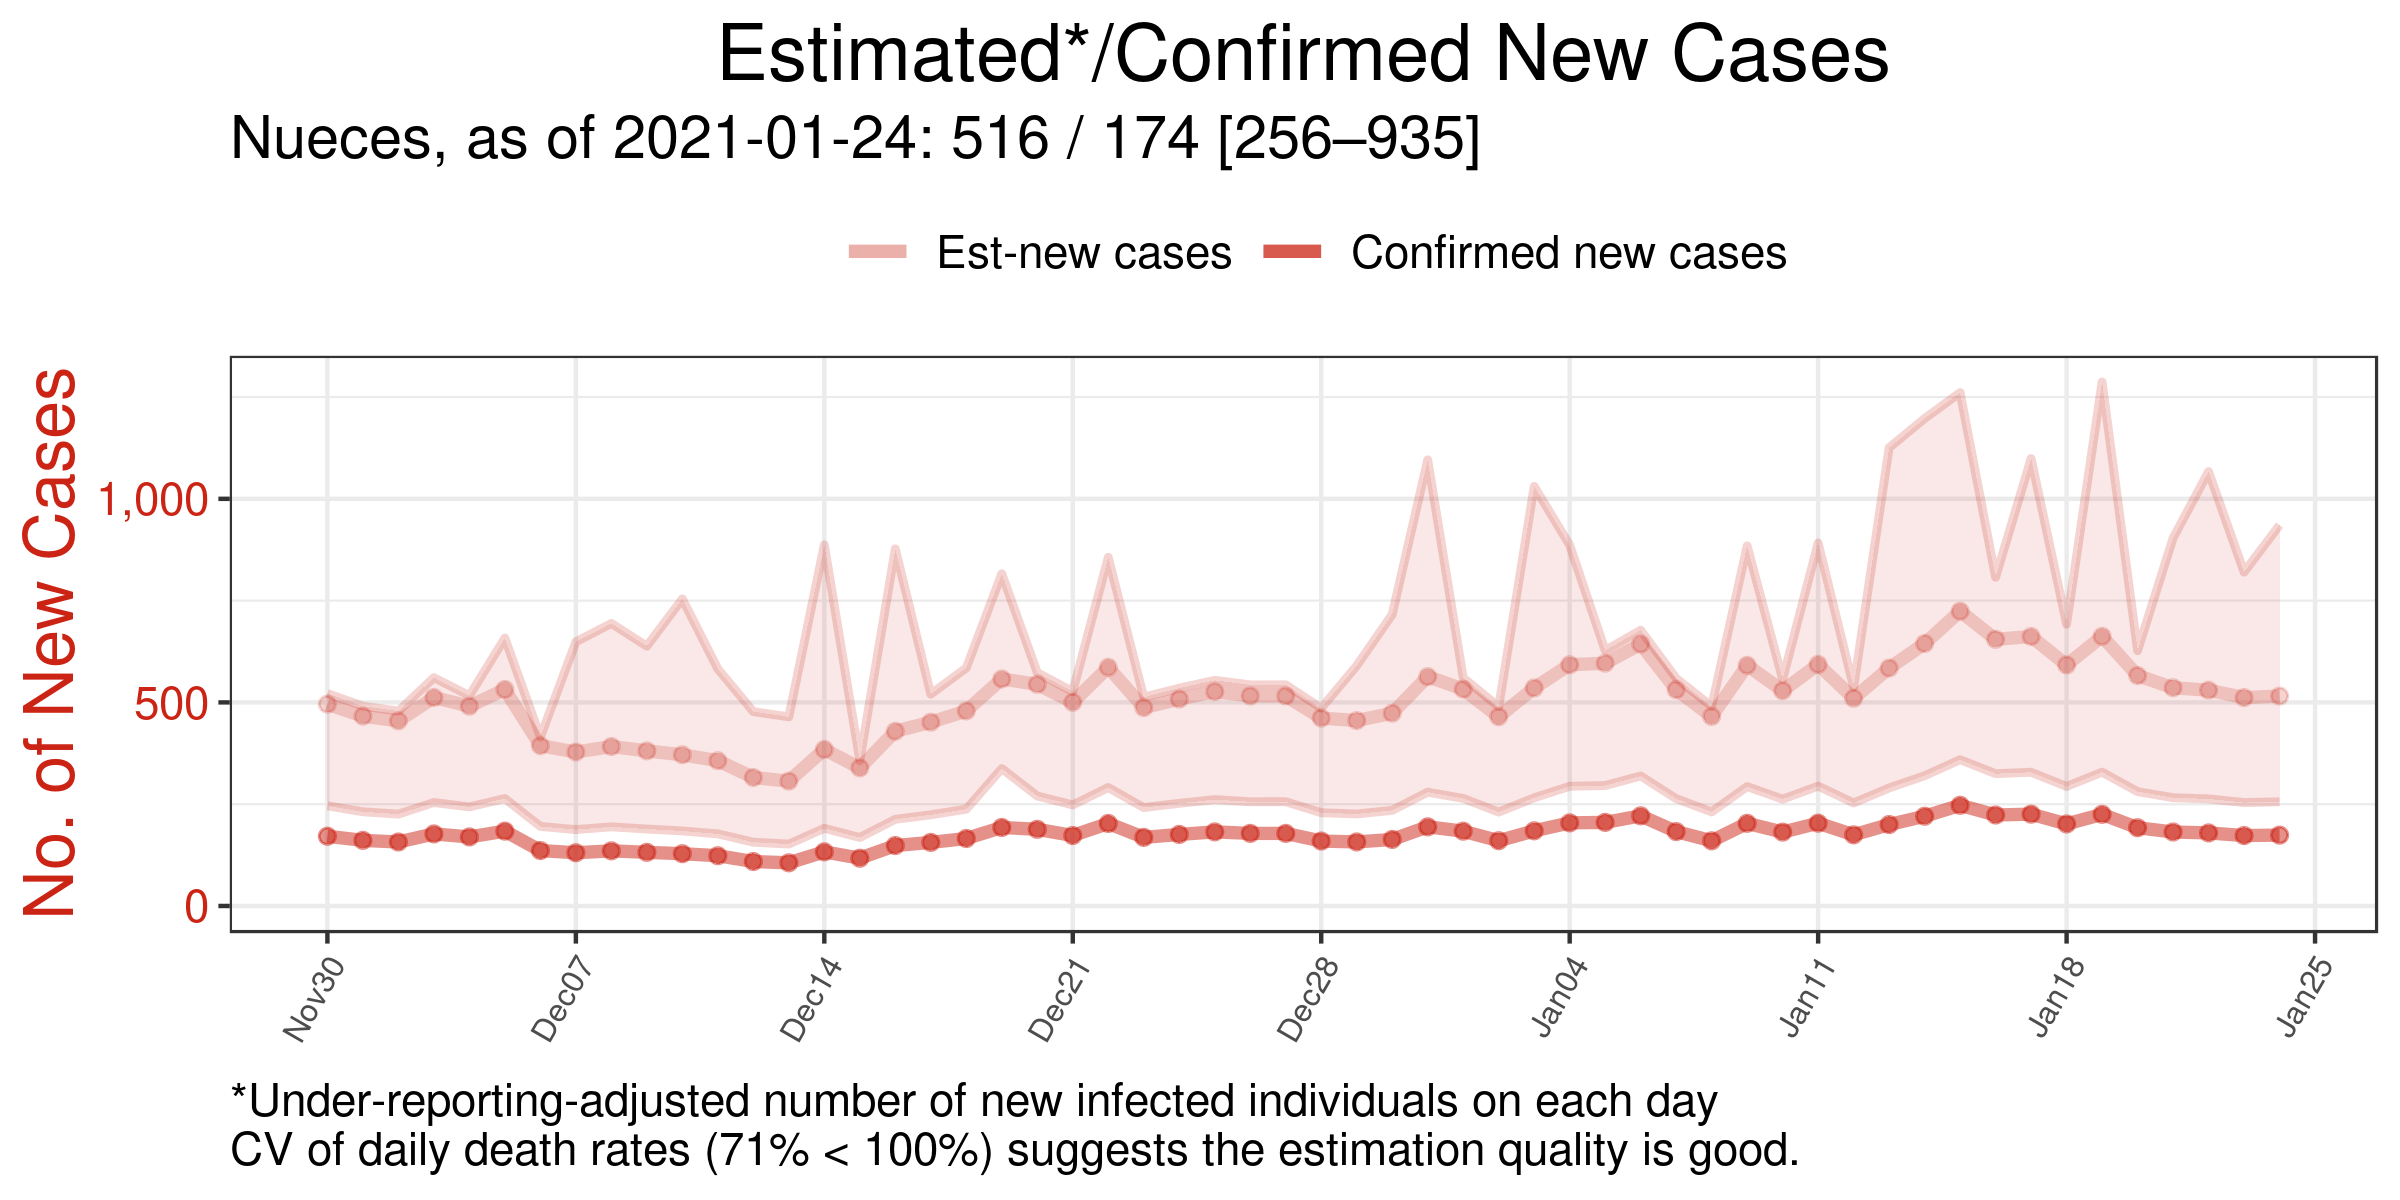 Estimated*/Confirmed New Cases
Nueces, as of 2021-01-24: 516 / 174 [256–935]
Est-new cases Confirmed new cases
No. of New Cases
1,000
500
0
Nov30 Dec07 Dec14 Dec21 Dec28 Jan04 Jan11 Jan18 Jan25
*Under-reporting-adjusted number of new infected individuals on each day
CV of daily death rates (71% < 100%) suggests the estimation quality is good.